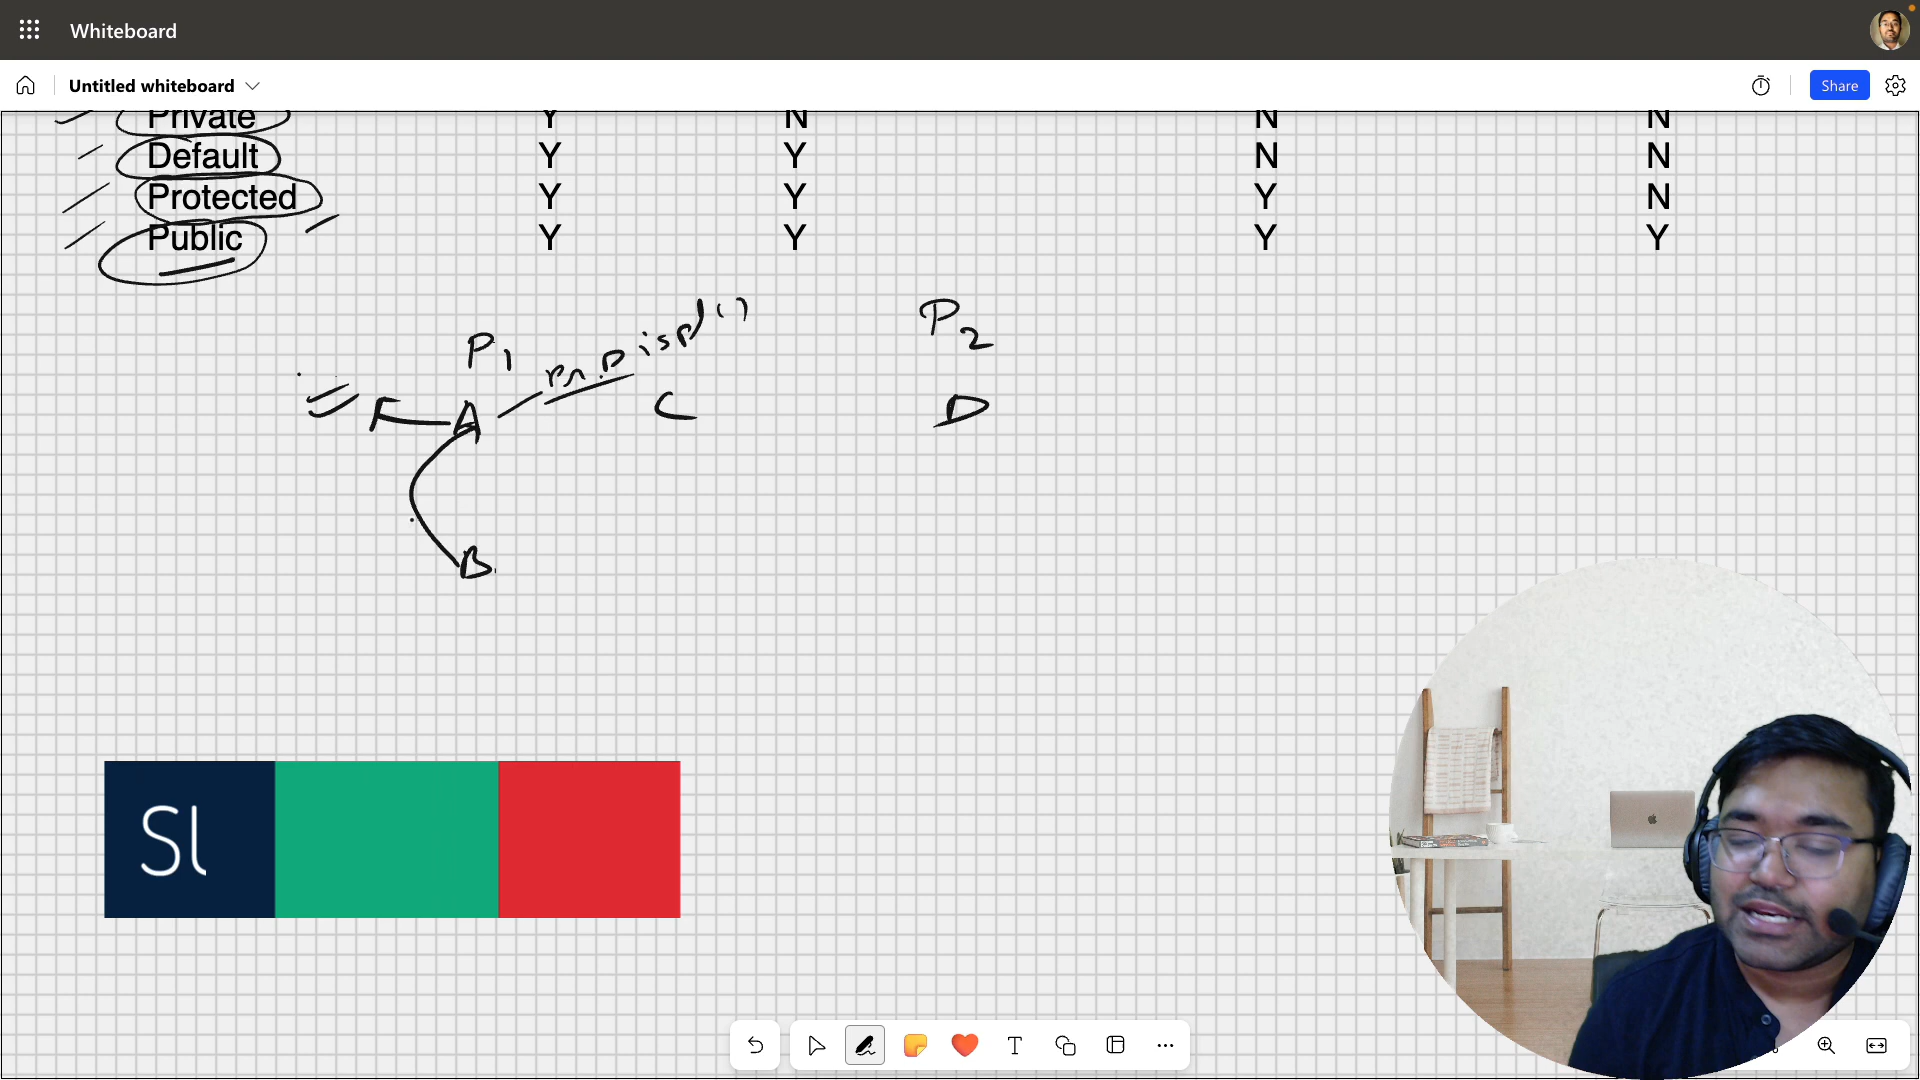 Whiteboard
Untitled whiteboard
Share
Private Y N N N
Default Y Y N N
Protected Y Y Y N
Public Y Y Y Y
P1
P2
A
C
D
B
Sl
T